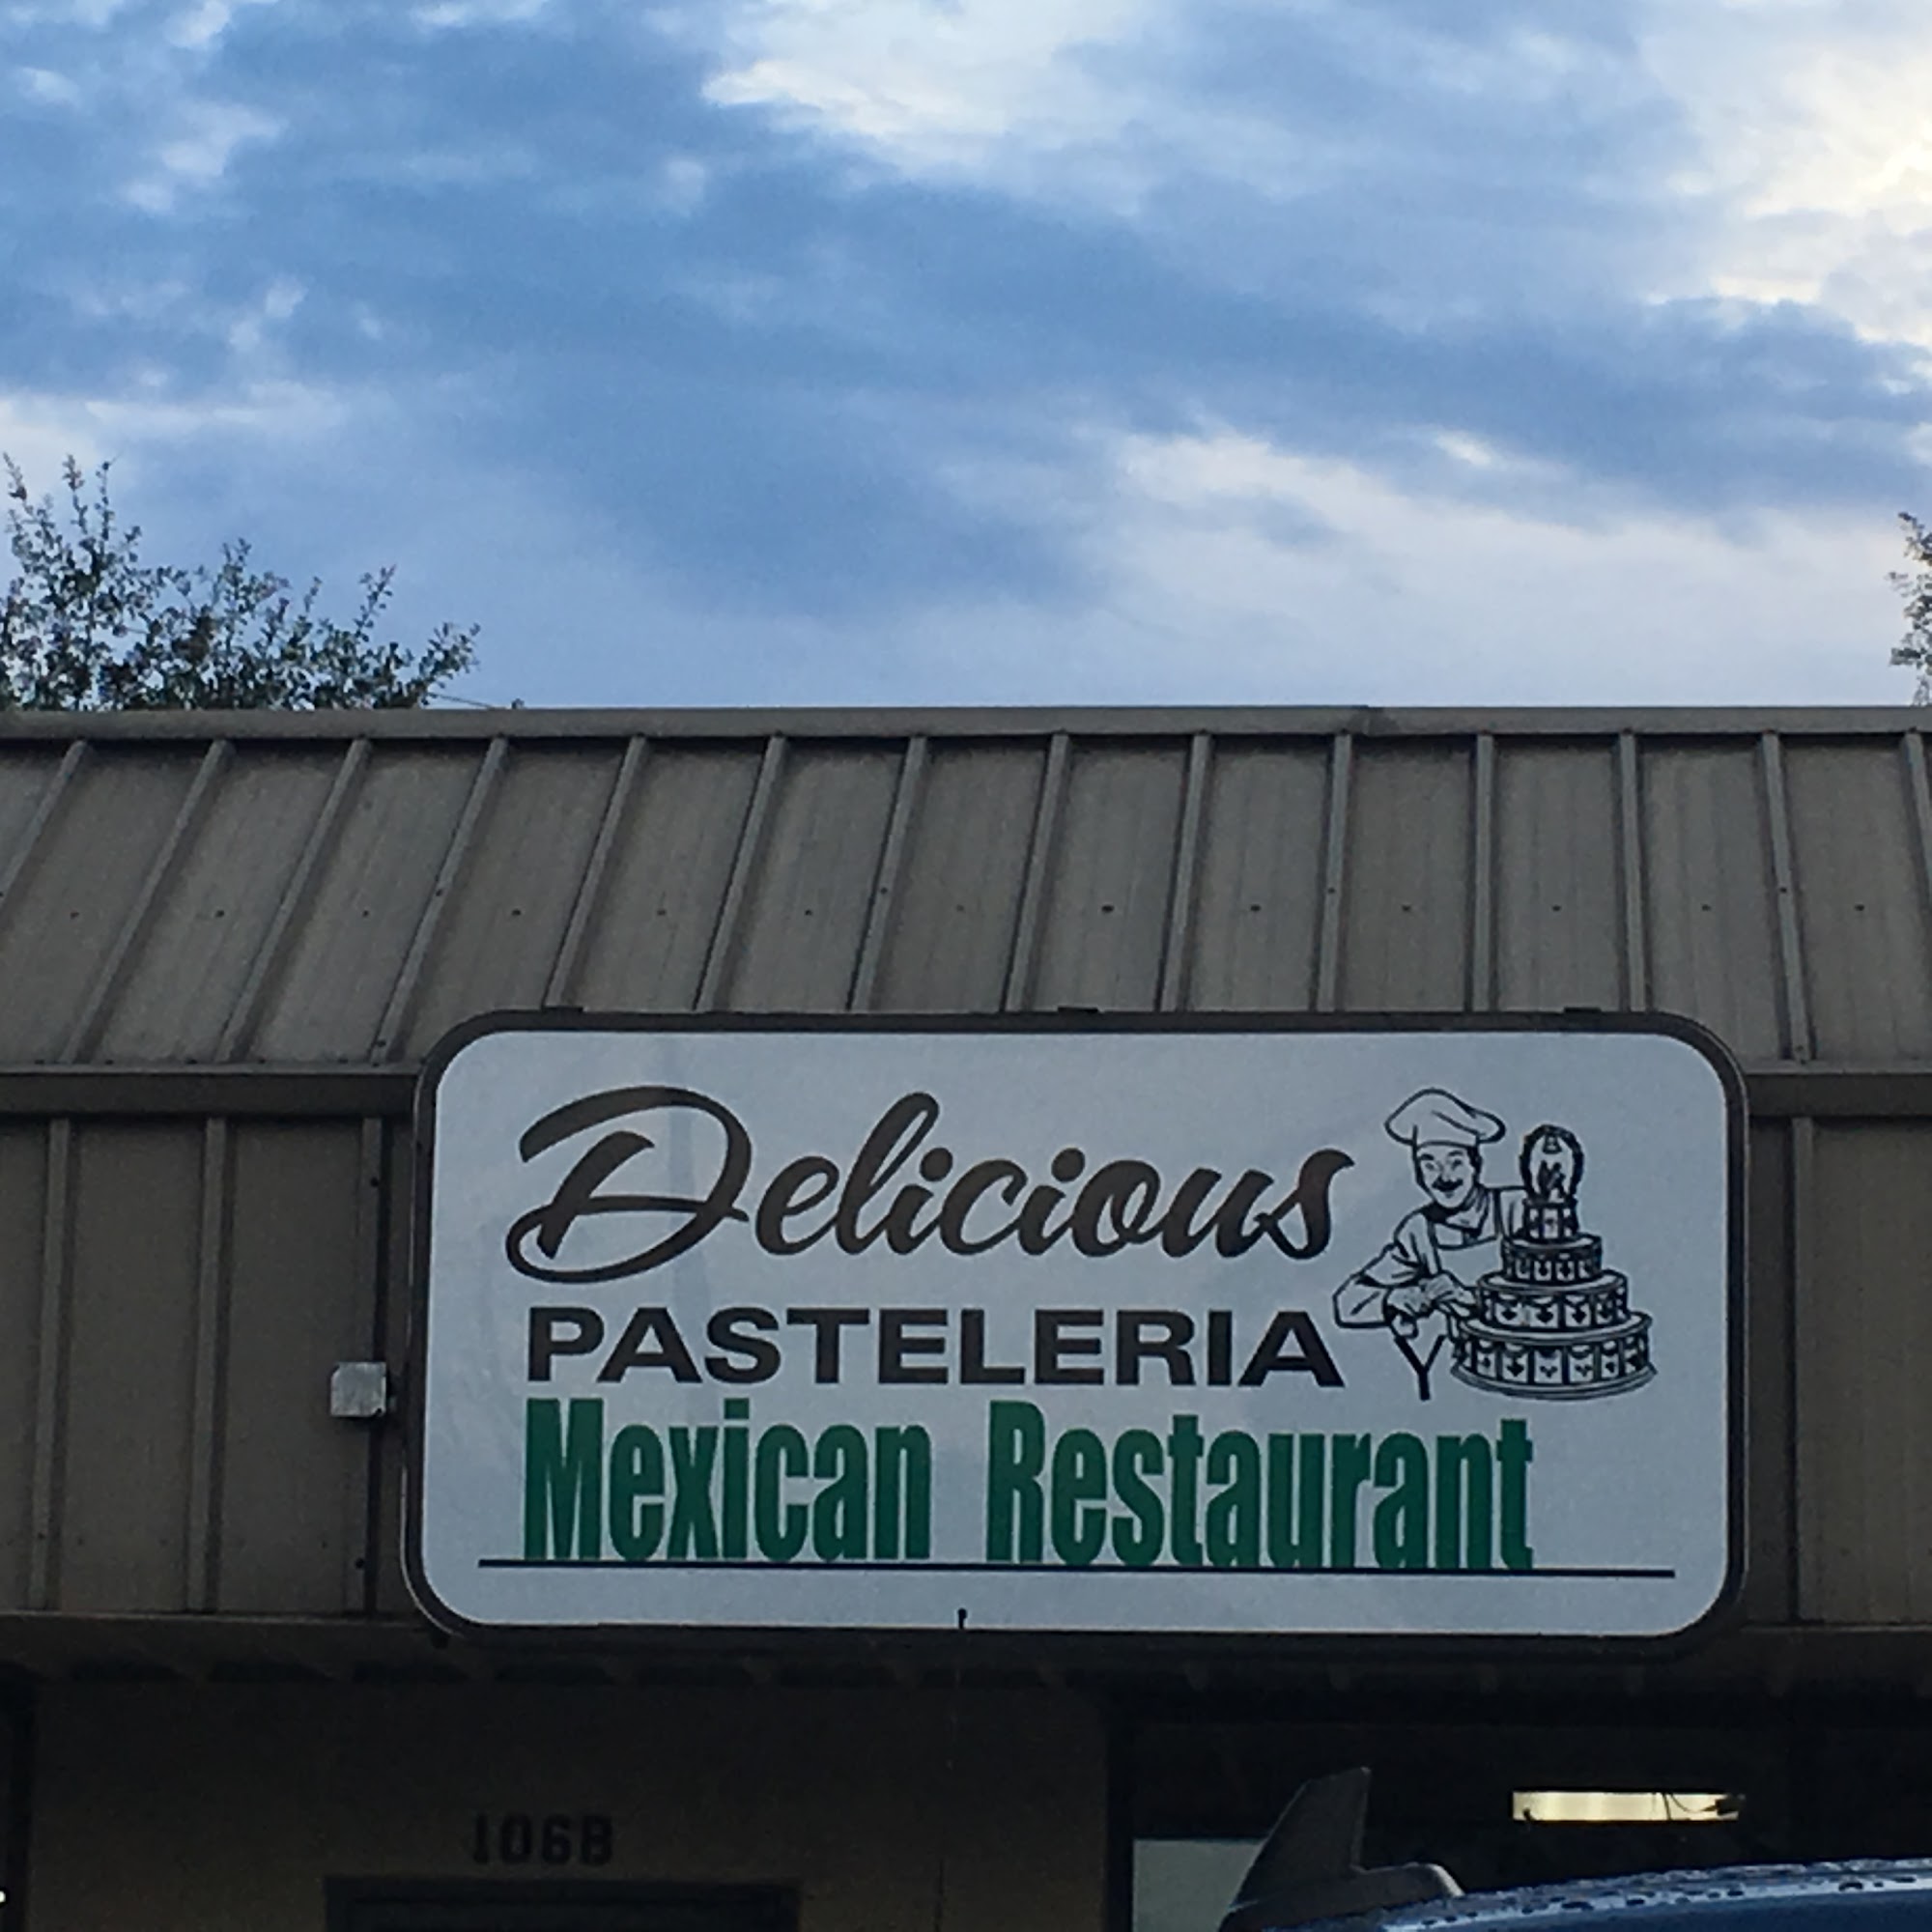 Delicious
PASTELERIA
Mexican Restaurant
106B